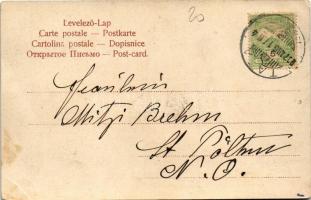 20
Levelező-Lap
Carte postale — Postkarte
Cartolina postale — Dopisnice
Открытое Письмо — Post-card.
Fräulein
Mitzi Brehm
St Pölten
N. O.